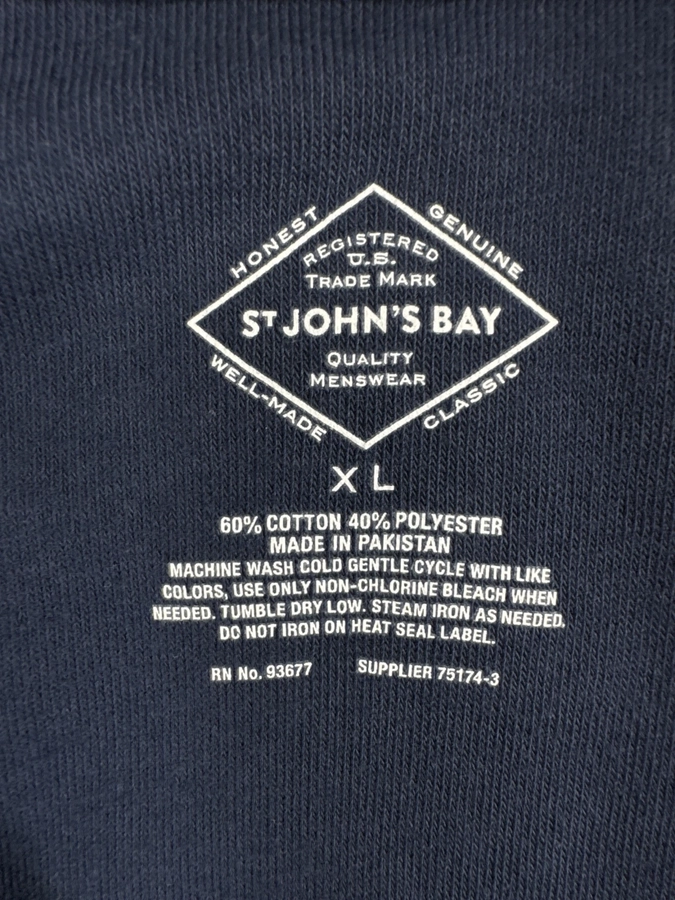 HONEST
GENUINE
REGISTERED
U.S.
TRADE MARK
ST JOHN'S BAY
QUALITY
MENSWEAR
WELL-MADE
CLASSIC
XL
60% COTTON 40% POLYESTER
MADE IN PAKISTAN
MACHINE WASH COLD GENTLE CYCLE WITH LIKE
COLORS, USE ONLY NON-CHLORINE BLEACH WHEN
NEEDED. TUMBLE DRY LOW. STEAM IRON AS NEEDED.
DO NOT IRON ON HEAT SEAL LABEL.
RN No. 93677 SUPPLIER 75174-3